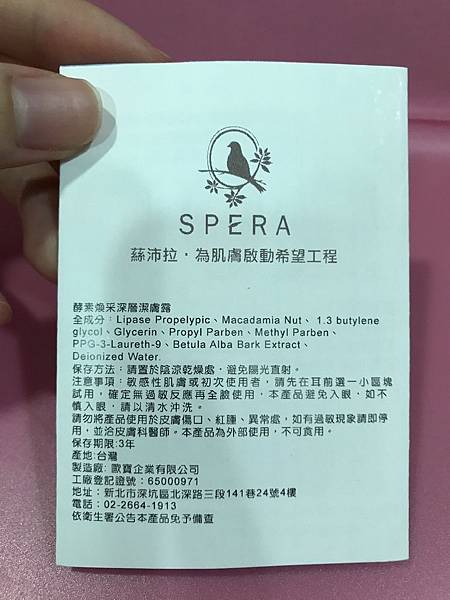 SPERA
蕬沛拉，為肌膚啟動希望工程
酵素煥采深層潔膚露
全成分：Lipase Propelypic、Macadamia Nut、 1.3 butylene
glycol、Glycerin、Propyl Parben、Methyl Parben、
PPG-3-Laureth-9、Betula Alba Bark Extract、
Deionized Water.
保存方法：請置於陰涼乾燥處，避免陽光直射。
注意事項：敏感性肌膚或初次使用者，請先在耳前選一小區塊
試用，確定無過敏反應再全臉使用，本產品避免入眼，如不
慎入眼，請以清水沖洗。
請勿將產品使用於皮膚傷口、紅腫、異常處，如有過敏現象請即停
用，並洽皮膚科醫師。本產品為外部使用，不可食用。
保存期限:3年
產地:台灣
製造廠: 歐寶企業有限公司
工廠登記證號：65000971
地址：新北市深坑區北深路三段141巷24號4樓
電話：02-2664-1913
依衛生署公告本產品免予備查